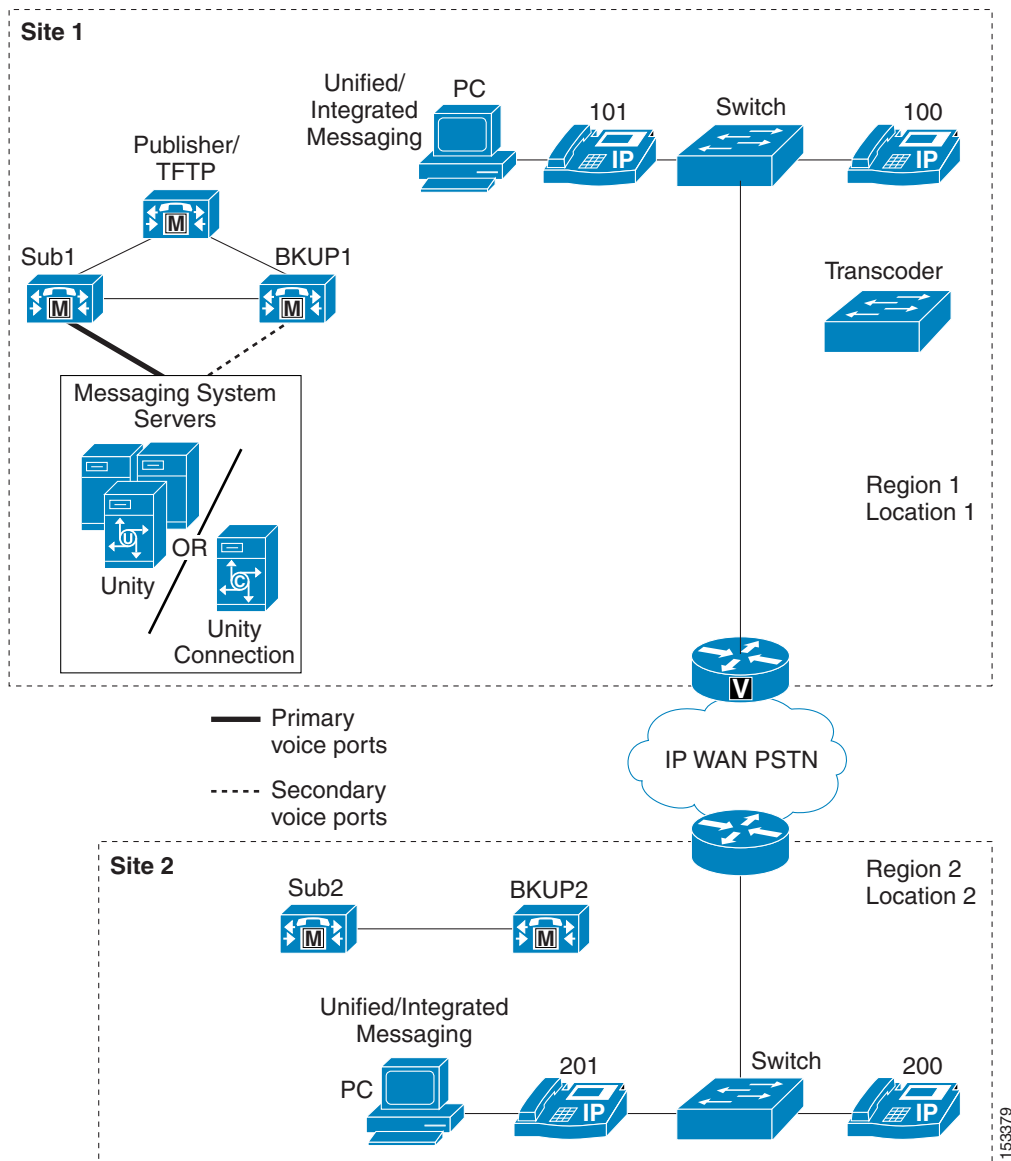 Site 1
Unified/
Integrated
Messaging
PC
101
Switch
100
IP
IP
Publisher/
TFTP
M
Sub1
BKUP1
M
M
Transcoder
Messaging System
Servers
U
OR
Unity
C
Unity
Connection
Region 1
Location 1
V
Primary
voice ports
IP WAN PSTN
Secondary
voice ports
Site 2
Region 2
Location 2
Sub2
BKUP2
M
M
Unified/Integrated
Messaging
PC
201
Switch
200
IP
IP
153379